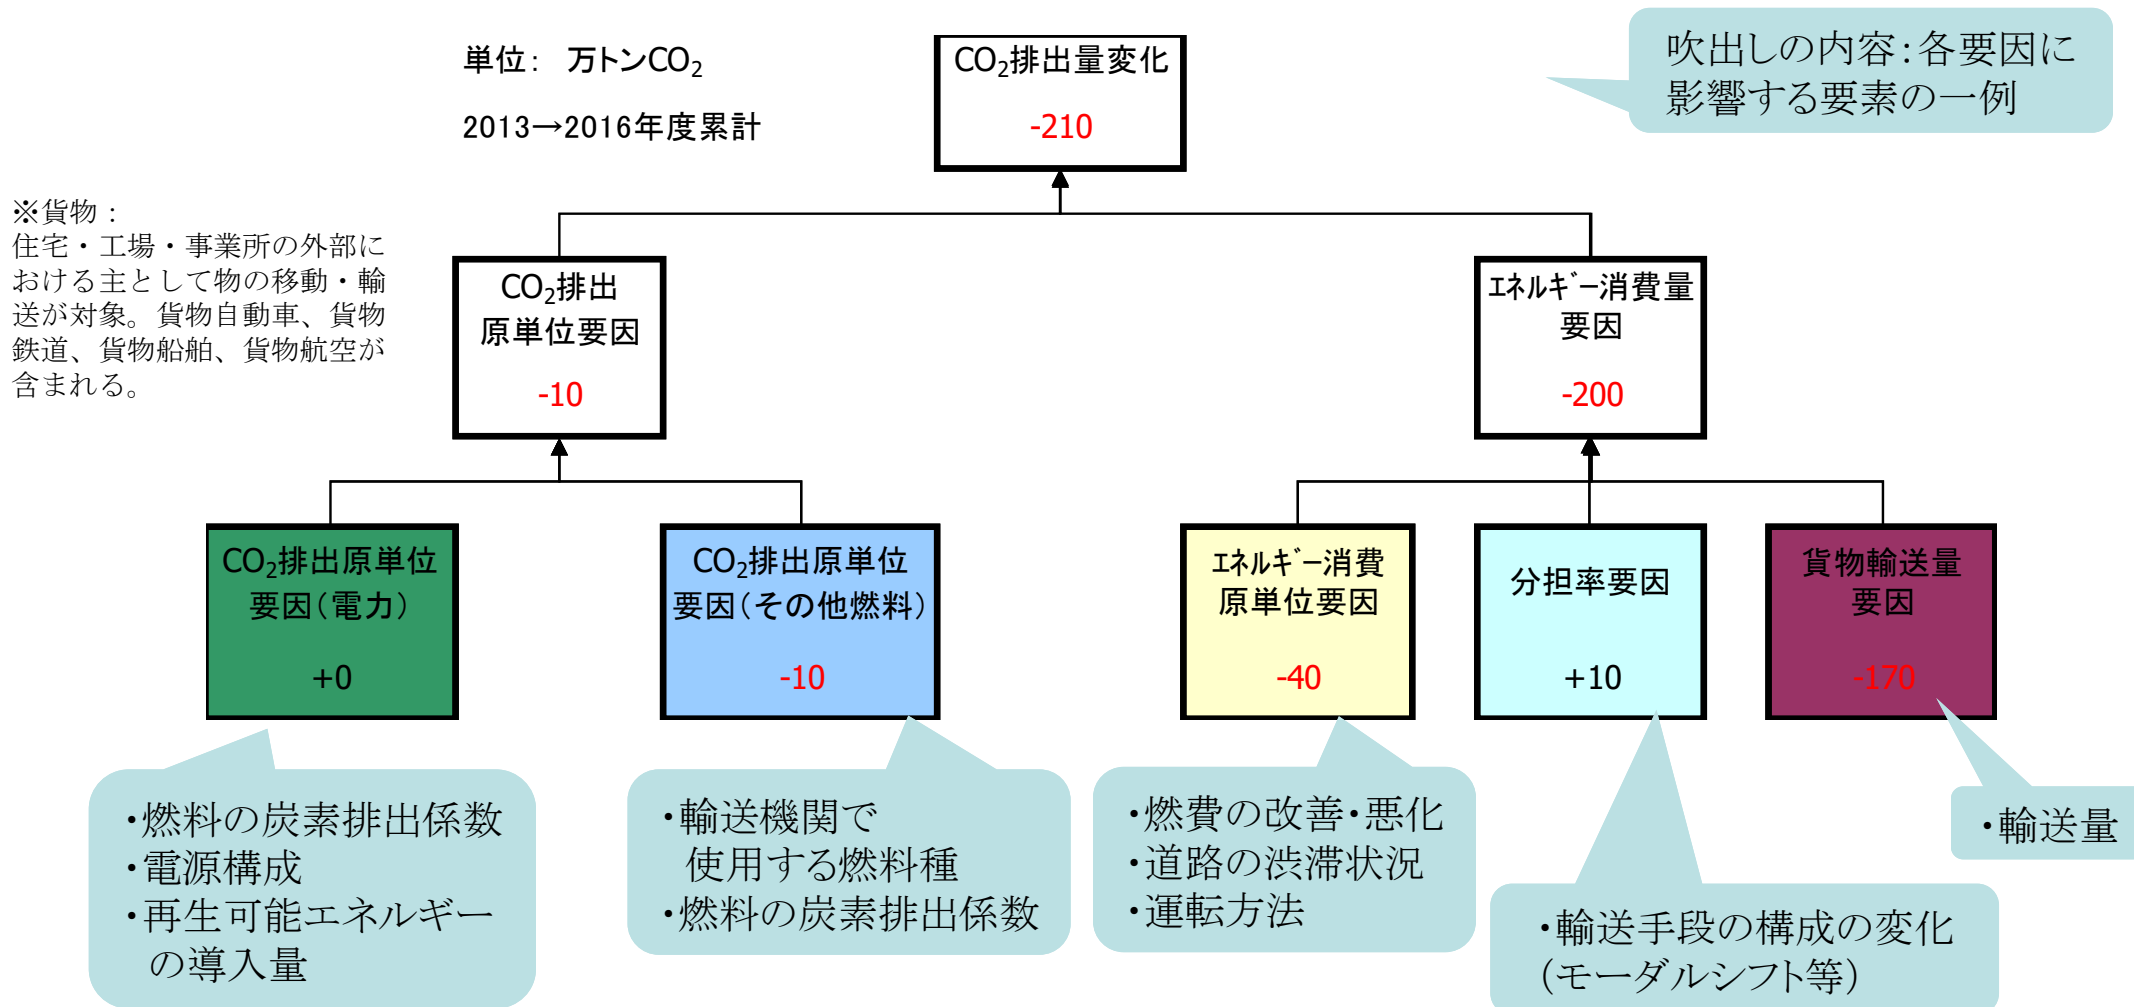 単位： 万トンCO₂
2013→2016年度累計
CO₂排出量変化
-210
吹出しの内容：各要因に
影響する要素の一例
※貨物：
住宅・工場・事業所の外部に
おける主として物の移動・輸
送が対象。貨物自動車、貨物
鉄道、貨物船舶、貨物航空が
含まれる。
CO₂排出
原単位要因
-10
ｴﾈﾙｷﾞｰ消費量
要因
-200
CO₂排出原単位
要因（電力）
+0
CO₂排出原単位
要因（その他燃料）
-10
ｴﾈﾙｷﾞｰ消費
原単位要因
-40
分担率要因
+10
貨物輸送量
要因
-170
・燃料の炭素排出係数
・電源構成
・再生可能エネルギー
の導入量
・輸送機関で
使用する燃料種
・燃料の炭素排出係数
・燃費の改善・悪化
・道路の渋滞状況
・運転方法
・輸送手段の構成の変化
（モーダルシフト等）
・輸送量